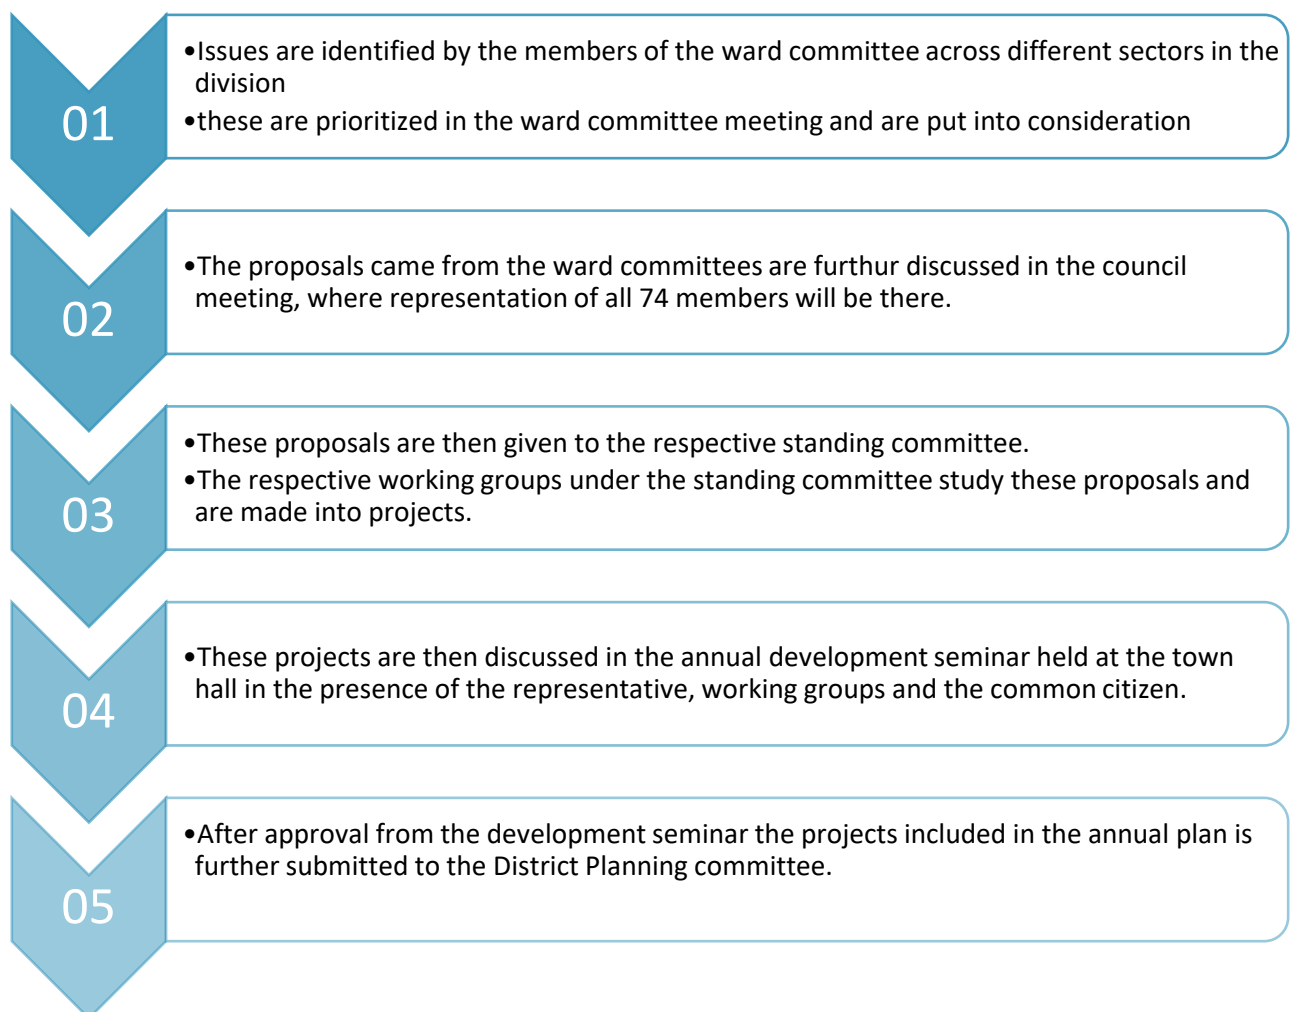 01
•Issues are identified by the members of the ward committee across different sectors in the
division
•these are prioritized in the ward committee meeting and are put into consideration
02
•The proposals came from the ward committees are furthur discussed in the council
meeting, where representation of all 74 members will be there.
03
•These proposals are then given to the respective standing committee.
•The respective working groups under the standing committee study these proposals and
are made into projects.
04
•These projects are then discussed in the annual development seminar held at the town
hall in the presence of the representative, working groups and the common citizen.
05
•After approval from the development seminar the projects included in the annual plan is
further submitted to the District Planning committee.